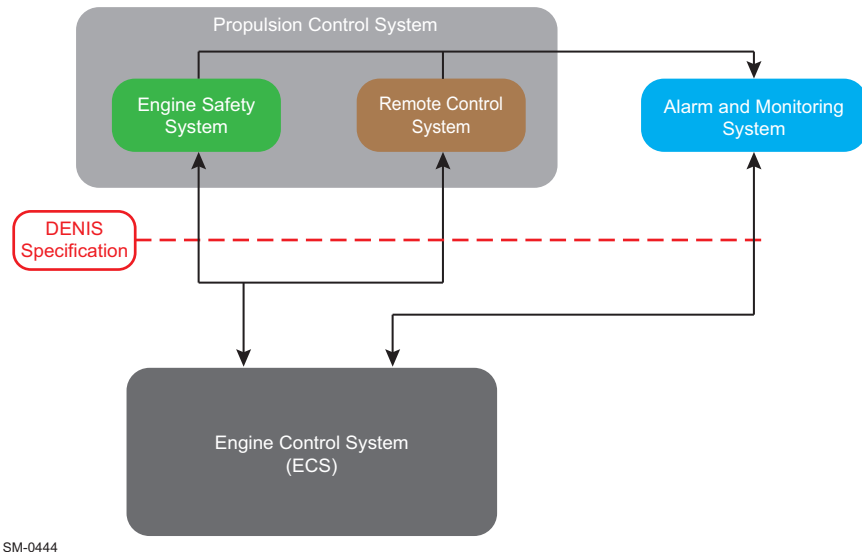 Propulsion Control System
Engine Safety
System
Remote Control
System
Alarm and Monitoring
System
DENIS
Specification
Engine Control System
(ECS)
SM-0444